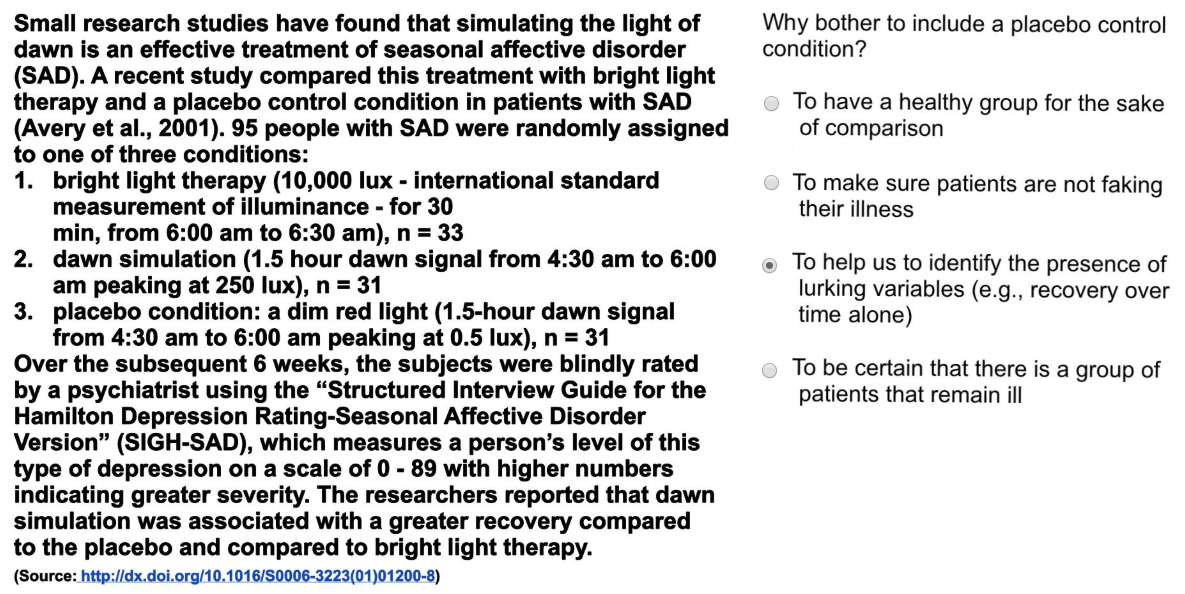 Small research studies have found that simulating the light of
dawn is an effective treatment of seasonal affective disorder
(SAD). A recent study compared this treatment with bright light
therapy and a placebo control condition in patients with SAD
(Avery et al., 2001). 95 people with SAD were randomly assigned
to one of three conditions:
1. bright light therapy (10,000 lux - international standard
measurement of illuminance - for 30
min, from 6:00 am to 6:30 am), n = 33
2. dawn simulation (1.5 hour dawn signal from 4:30 am to 6:00
am peaking at 250 lux), n = 31
3. placebo condition: a dim red light (1.5-hour dawn signal
from 4:30 am to 6:00 am peaking at 0.5 lux), n = 31
Over the subsequent 6 weeks, the subjects were blindly rated
by a psychiatrist using the “Structured Interview Guide for the
Hamilton Depression Rating-Seasonal Affective Disorder
Version” (SIGH-SAD), which measures a person’s level of this
type of depression on a scale of 0 - 89 with higher numbers
indicating greater severity. The researchers reported that dawn
simulation was associated with a greater recovery compared
to the placebo and compared to bright light therapy.
(Source: http://dx.doi.org/10.1016/S0006-3223(01)01200-8)
Why bother to include a placebo control
condition?
To have a healthy group for the sake
of comparison
To make sure patients are not faking
their illness
To help us to identify the presence of
lurking variables (e.g., recovery over
time alone)
To be certain that there is a group of
patients that remain ill